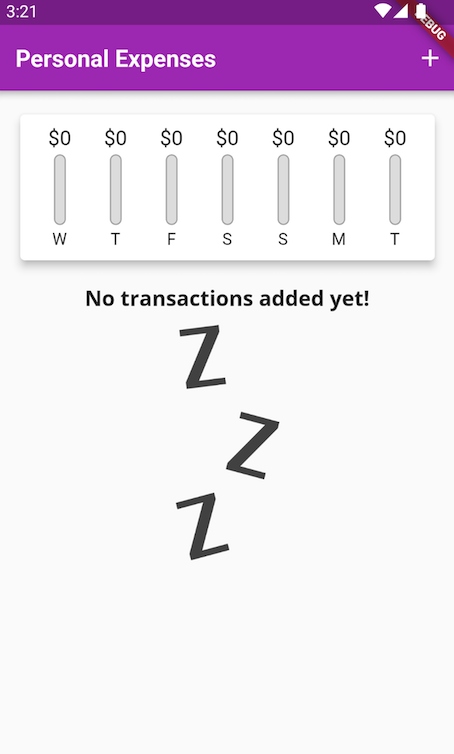 3:21
DEBUG
Personal Expenses
+
$0 $0 $0 $0 $0 $0 $0
W T F S S M T
No transactions added yet!
Z
Z
Z